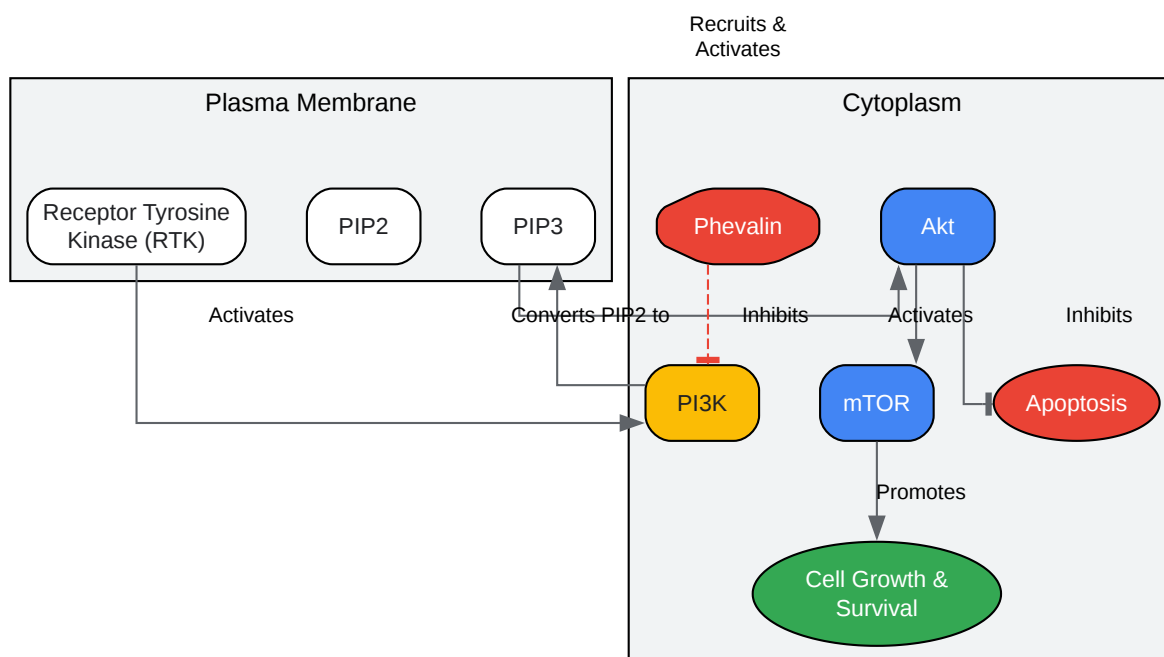 Recruits &
Activates
Plasma Membrane
Cytoplasm
Receptor Tyrosine
Kinase (RTK)
PIP2
PIP3
Phevalin
Akt
Activates
Converts PIP2 to
Inhibits
Activates
Inhibits
PI3K
mTOR
Apoptosis
Promotes
Cell Growth &
Survival